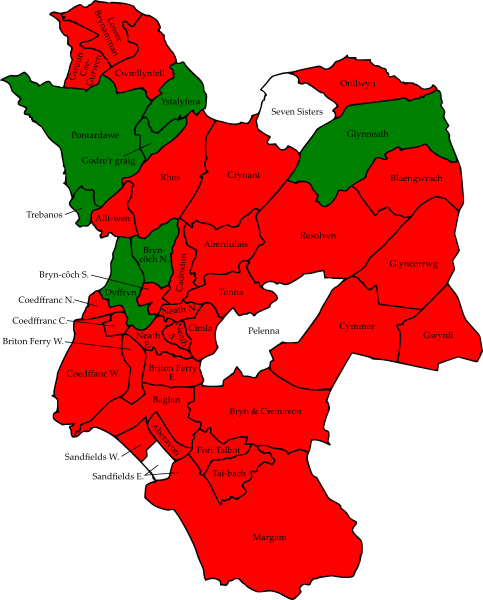 Lower
Brynamman
Gwaun-
Cae-
Gurwen
Cwmllynfell
Onllwyn
Ystalyfera
Seven Sisters
Pontardawe
Glynneath
Godre'r graig
Rhos
Crynant
Blaengwrach
Trebanos
Allt-wen
Resolven
Bryn-
côch N.
Aberdulais
Cadoxton
Glyncorrwg
Bryn-côch S.
Dyffryn
Tonna
Coedffranc N.
Neath N.
Coedffranc C.
Cimla
Pelenna
Cymmer
Gwynfi
Briton Ferry W.
Neath
E.
Neath
S.
Coedffanc W.
Briton Ferry
E.
Baglan
Bryn & Cwmavon
Aberavon
Sandfields W.
Port Talbot
Sandfields E.
Tai-bach
Margam